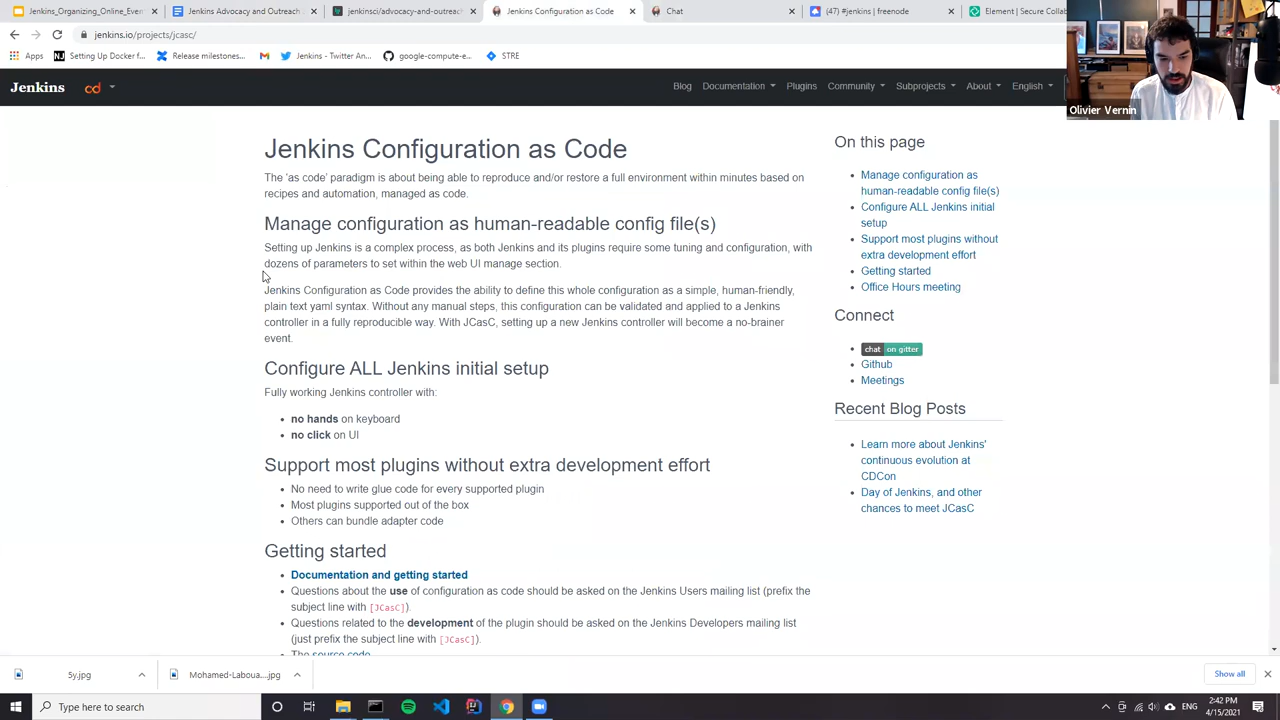 Jenkins_Organizing_Online_Even
Jenkins Advocacy and Outreach
jenkinsci/advocacy-and-outreach
Jenkins Configuration as Code
Chat
(47) #jenkins | freenode
Element | Secure Collab
jenkins.io/projects/jcasc/
Apps
Setting Up Docker f...
Release milestones...
Jenkins - Twitter An...
google-compute-e...
STRE
Olivier Vernin
Jenkins
cd
Blog
Documentation
Plugins
Community
Subprojects
About
English
Jenkins Configuration as Code
The 'as code' paradigm is about being able to reproduce and/or restore a full environment within minutes based on
recipes and automation, managed as code.
Manage configuration as human-readable config file(s)
Setting up Jenkins is a complex process, as both Jenkins and its plugins require some tuning and configuration, with
dozens of parameters to set within the web UI manage section.
Jenkins Configuration as Code provides the ability to define this whole configuration as a simple, human-friendly,
plain text yaml syntax. Without any manual steps, this configuration can be validated and applied to a Jenkins
controller in a fully reproducible way. With JCasC, setting up a new Jenkins controller will become a no-brainer
event.
Configure ALL Jenkins initial setup
Fully working Jenkins controller with:
no hands on keyboard
no click on UI
Support most plugins without extra development effort
No need to write glue code for every supported plugin
Most plugins supported out of the box
Others can bundle adapter code
Getting started
Documentation and getting started
Questions about the use of configuration as code should be asked on the Jenkins Users mailing list (prefix the
subject line with [JCasC]).
Questions related to the development of the plugin should be asked on the Jenkins Developers mailing list
(just prefix the subject line with [JCasC]).
The source code
On this page
Manage configuration as
human-readable config file(s)
Configure ALL Jenkins initial
setup
Support most plugins without
extra development effort
Getting started
Office Hours meeting
Connect
chat on gitter
Github
Meetings
Recent Blog Posts
Learn more about Jenkins'
continuous evolution at
CDCon
Day of Jenkins, and other
chances to meet JCasC
5y.jpg
Mohamed-Laboua....jpg
Show all
Type here to search
ENG
2:42 PM
4/15/2021